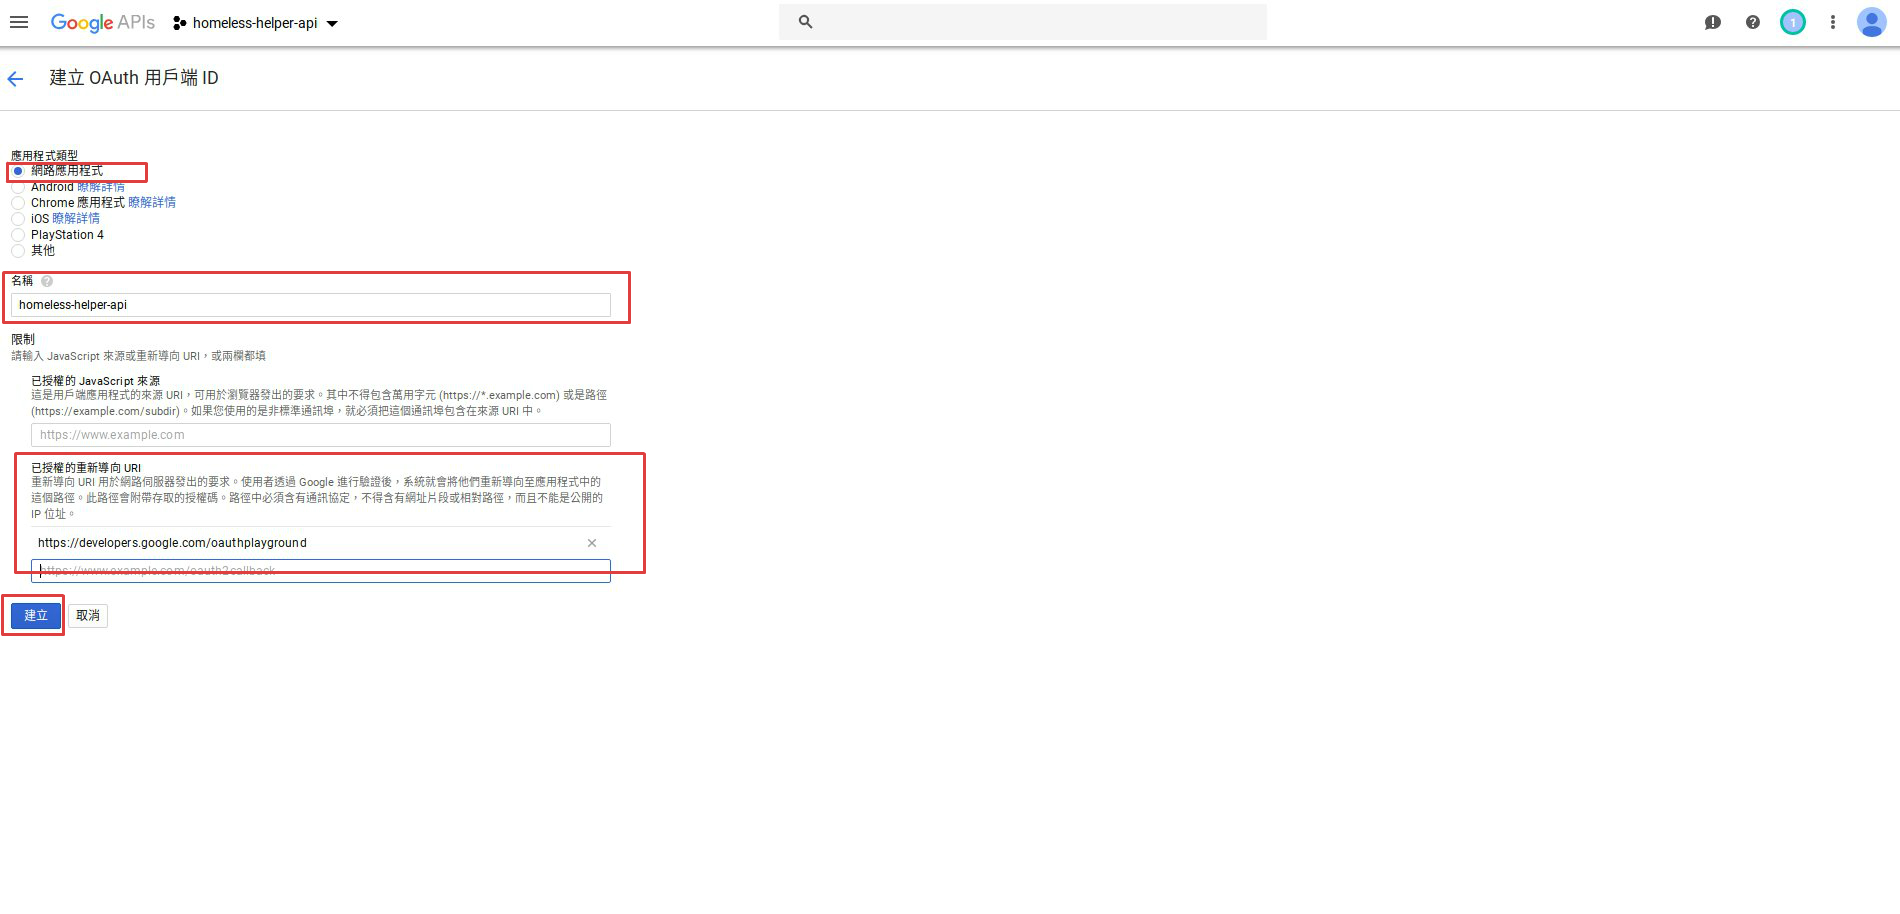 Google APIs
homeless-helper-api
1
建立 OAuth 用戶端 ID
應用程式類型
網路應用程式
Android 瞭解詳情
Chrome 應用程式 瞭解詳情
iOS 瞭解詳情
PlayStation 4
其他
名稱
homeless-helper-api
限制
請輸入 JavaScript 來源或重新導向 URI，或兩欄都填
已授權的 JavaScript 來源
這是用戶端應用程式的來源 URI，可用於瀏覽器發出的要求。其中不得包含萬用字元 (https://*.example.com) 或是路徑
(https://example.com/subdir)。如果您使用的是非標準通訊埠，就必須把這個通訊埠包含在來源 URI 中。
https://www.example.com
已授權的重新導向 URI
重新導向 URI 用於網路伺服器發出的要求。使用者透過 Google 進行驗證後，系統就會將他們重新導向至應用程式中的
這個路徑。此路徑會附帶存取的授權碼。路徑中必須含有通訊協定，不得含有網址片段或相對路徑，而且不能是公開的
IP 位址。
https://developers.google.com/oauthplayground
https://www.example.com/oauth2callback
建立 取消